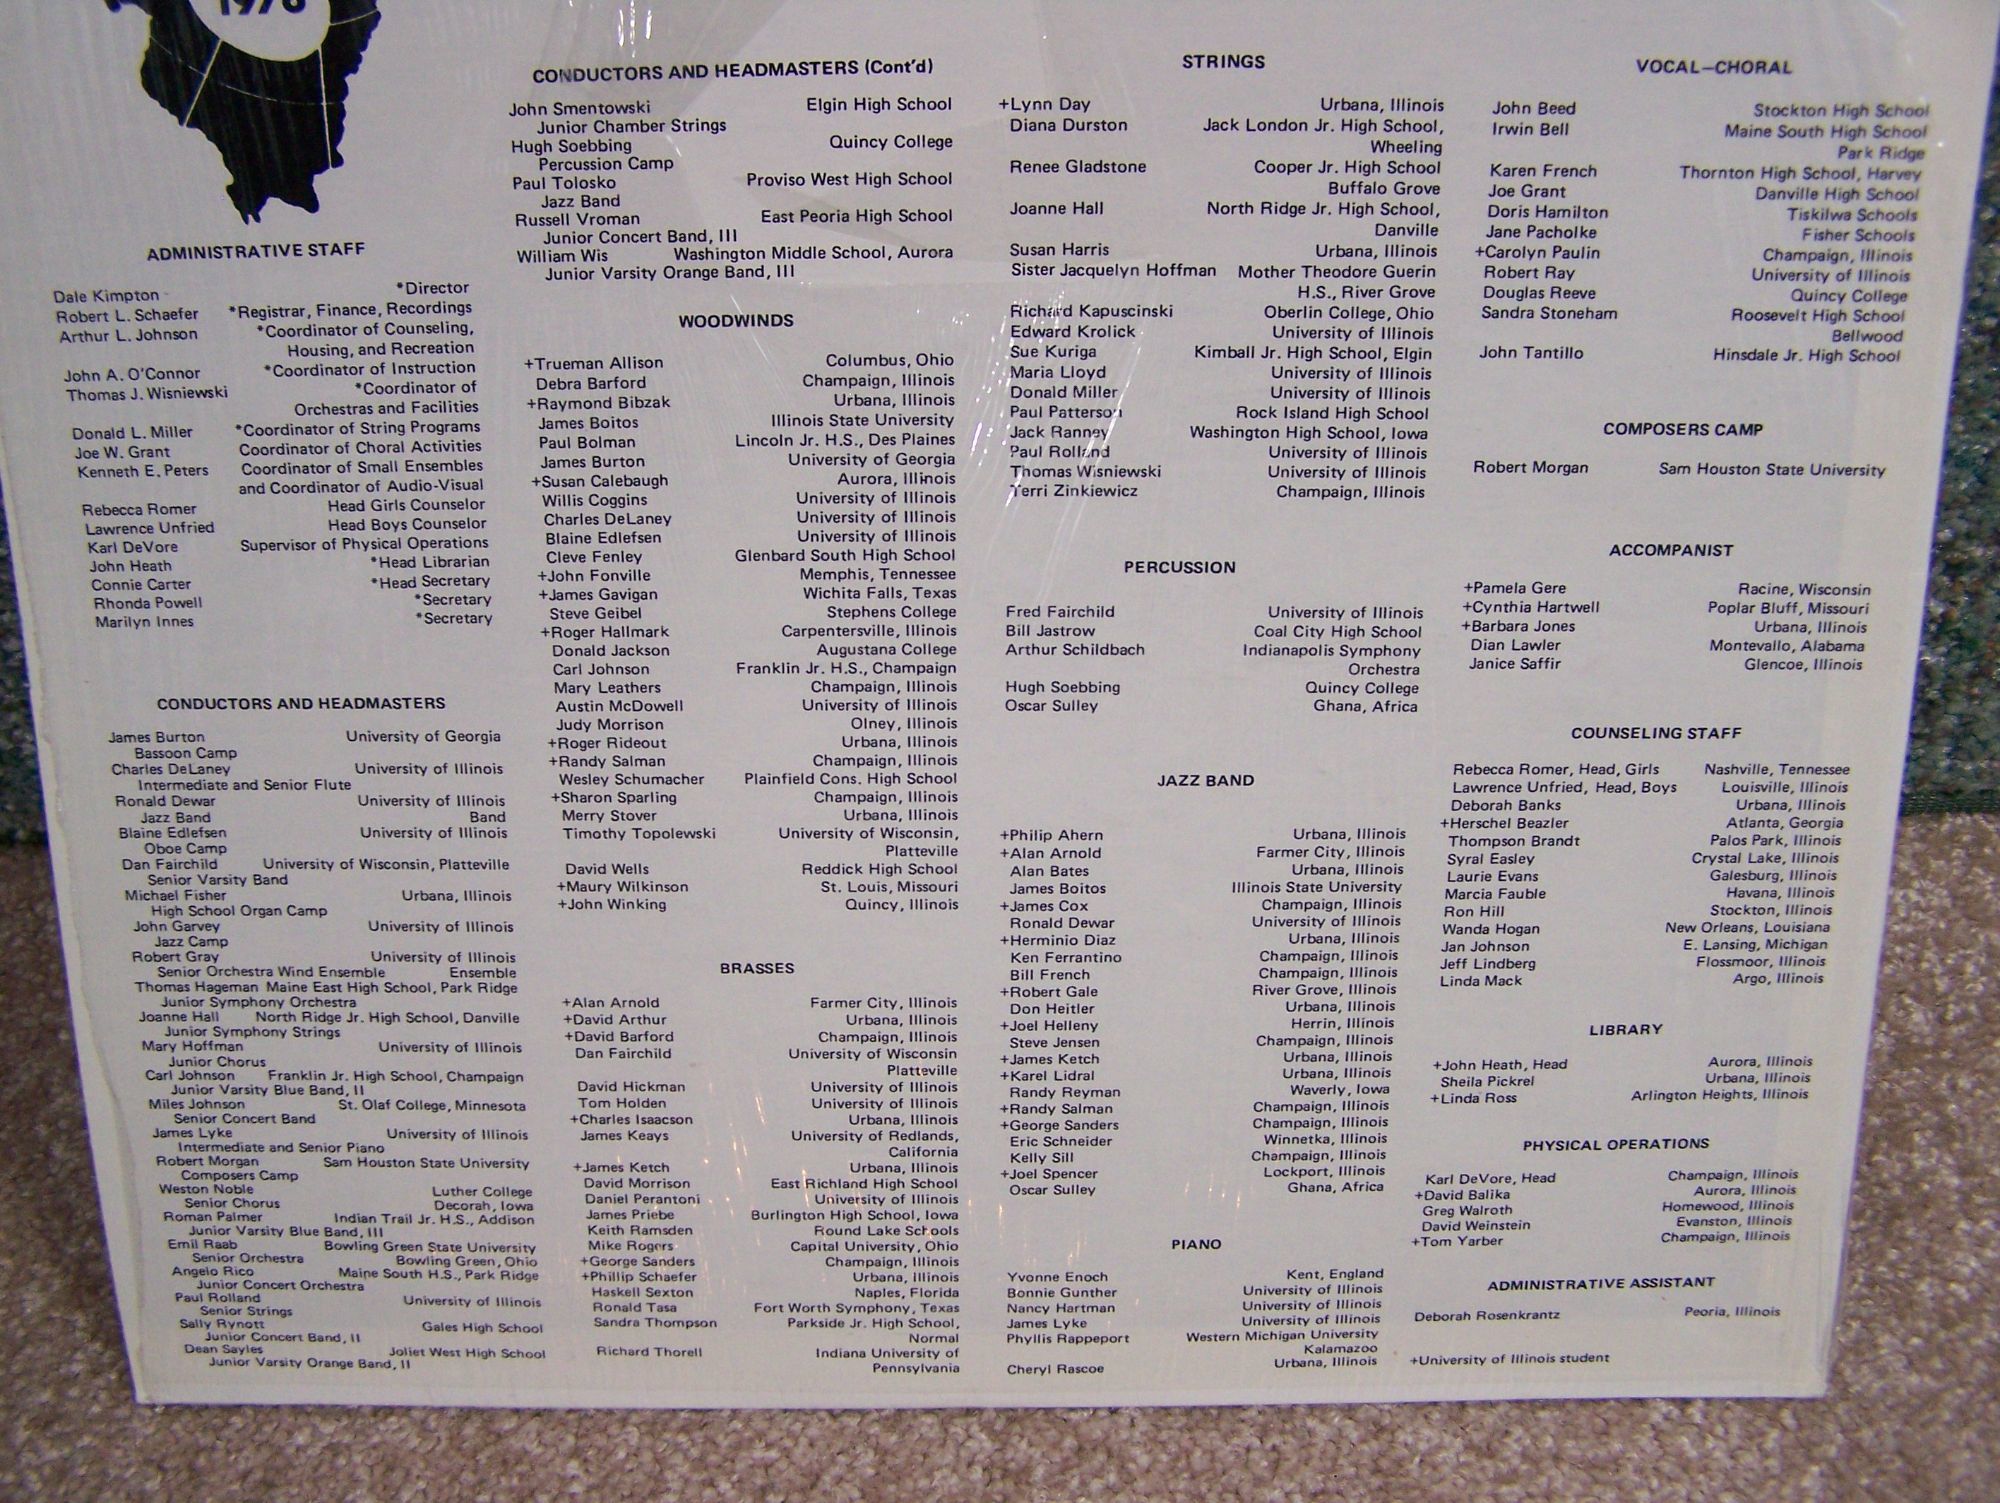 1976
ADMINISTRATIVE STAFF
Dale Kimpton *Director
Robert L. Schaefer *Registrar, Finance, Recordings
Arthur L. Johnson *Coordinator of Counseling,
Housing, and Recreation
John A. O'Connor *Coordinator of Instruction
Thomas J. Wisniewski *Coordinator of
Orchestras and Facilities
Donald L. Miller *Coordinator of String Programs
Joe W. Grant Coordinator of Choral Activities
Kenneth E. Peters Coordinator of Small Ensembles
and Coordinator of Audio-Visual
Rebecca Romer Head Girls Counselor
Lawrence Unfried Head Boys Counselor
Karl DeVore Supervisor of Physical Operations
John Heath *Head Librarian
Connie Carter *Head Secretary
Rhonda Powell *Secretary
Marilyn Innes *Secretary
CONDUCTORS AND HEADMASTERS
James Burton University of Georgia
Bassoon Camp
Charles DeLaney University of Illinois
Intermediate and Senior Flute
Ronald Dewar University of Illinois
Jazz Band Band
Blaine Edlefsen University of Illinois
Oboe Camp
Dan Fairchild University of Wisconsin, Platteville
Senior Varsity Band
Michael Fisher Urbana, Illinois
High School Organ Camp
John Garvey University of Illinois
Jazz Camp
Robert Gray University of Illinois
Senior Orchestra Wind Ensemble Ensemble
Thomas Hageman Maine East High School, Park Ridge
Junior Symphony Orchestra
Joanne Hall North Ridge Jr. High School, Danville
Junior Symphony Strings
Mary Hoffman University of Illinois
Junior Chorus
Carl Johnson Franklin Jr. High School, Champaign
Junior Varsity Blue Band, II
Miles Johnson St. Olaf College, Minnesota
Senior Concert Band
James Lyke University of Illinois
Intermediate and Senior Piano
Robert Morgan Sam Houston State University
Composers Camp
Weston Noble Luther College
Senior Chorus Decorah, Iowa
Roman Palmer Indian Trail Jr. H.S., Addison
Junior Varsity Blue Band, III
Emil Raab Bowling Green State University
Senior Orchestra Bowling Green, Ohio
Angelo Rico Maine South H.S., Park Ridge
Junior Concert Orchestra
Paul Rolland University of Illinois
Senior Strings
Sally Rynott Gales High School
Junior Concert Band, II
Dean Sayles Joliet West High School
Junior Varsity Orange Band, II
CONDUCTORS AND HEADMASTERS (Cont'd)
John Smentowski Elgin High School
Junior Chamber Strings
Hugh Soebbing Quincy College
Percussion Camp
Paul Tolosko Proviso West High School
Jazz Band
Russell Vroman East Peoria High School
Junior Concert Band, III
William Wis Washington Middle School, Aurora
Junior Varsity Orange Band, III
WOODWINDS
+Trueman Allison Columbus, Ohio
Debra Barford Champaign, Illinois
+Raymond Bibzak Urbana, Illinois
James Boitos Illinois State University
Paul Bolman Lincoln Jr. H.S., Des Plaines
James Burton University of Georgia
+Susan Calebaugh Aurora, Illinois
Willis Coggins University of Illinois
Charles DeLaney University of Illinois
Blaine Edlefsen University of Illinois
Cleve Fenley Glenbard South High School
+John Fonville Memphis, Tennessee
+James Gavigan Wichita Falls, Texas
Steve Geibel Stephens College
+Roger Hallmark Carpentersville, Illinois
Donald Jackson Augustana College
Carl Johnson Franklin Jr. H.S., Champaign
Mary Leathers Champaign, Illinois
Austin McDowell University of Illinois
Judy Morrison Olney, Illinois
+Roger Rideout Urbana, Illinois
+Randy Salman Champaign, Illinois
Wesley Schumacher Plainfield Cons. High School
+Sharon Sparling Champaign, Illinois
Merry Stover Urbana, Illinois
Timothy Topolewski University of Wisconsin,
Platteville
David Wells Reddick High School
+Maury Wilkinson St. Louis, Missouri
+John Winking Quincy, Illinois
BRASSES
+Alan Arnold Farmer City, Illinois
+David Arthur Urbana, Illinois
+David Barford Champaign, Illinois
Dan Fairchild University of Wisconsin
Platteville
David Hickman University of Illinois
Tom Holden University of Illinois
+Charles Isaacson Urbana, Illinois
James Keays University of Redlands,
California
+James Ketch Urbana, Illinois
David Morrison East Richland High School
Daniel Perantoni University of Illinois
James Priebe Burlington High School, Iowa
Keith Ramsden Round Lake Schools
Mike Rogers Capital University, Ohio
+George Sanders Champaign, Illinois
+Phillip Schaefer Urbana, Illinois
Haskell Sexton Naples, Florida
Ronald Tasa Fort Worth Symphony, Texas
Sandra Thompson Parkside Jr. High School,
Normal
Richard Thorell Indiana University of
Pennsylvania
STRINGS
+Lynn Day Urbana, Illinois
Diana Durston Jack London Jr. High School,
Wheeling
Renee Gladstone Cooper Jr. High School
Buffalo Grove
Joanne Hall North Ridge Jr. High School,
Danville
Susan Harris Urbana, Illinois
Sister Jacquelyn Hoffman Mother Theodore Guerin
H.S., River Grove
Richard Kapuscinski Oberlin College, Ohio
Edward Krolick University of Illinois
Sue Kuriga Kimball Jr. High School, Elgin
Maria Lloyd University of Illinois
Donald Miller University of Illinois
Paul Patterson Rock Island High School
Jack Ranney Washington High School, Iowa
Paul Rolland University of Illinois
Thomas Wisniewski University of Illinois
Terri Zinkiewicz Champaign, Illinois
PERCUSSION
Fred Fairchild University of Illinois
Bill Jastrow Coal City High School
Arthur Schildbach Indianapolis Symphony
Orchestra
Hugh Soebbing Quincy College
Oscar Sulley Ghana, Africa
JAZZ BAND
+Philip Ahern Urbana, Illinois
+Alan Arnold Farmer City, Illinois
Alan Bates Urbana, Illinois
James Boitos Illinois State University
+James Cox Champaign, Illinois
Ronald Dewar University of Illinois
+Herminio Diaz Urbana, Illinois
Ken Ferrantino Champaign, Illinois
Bill French Champaign, Illinois
+Robert Gale River Grove, Illinois
Don Heitler Urbana, Illinois
+Joel Helleny Herrin, Illinois
Steve Jensen Champaign, Illinois
+James Ketch Urbana, Illinois
+Karel Lidral Urbana, Illinois
Randy Reyman Waverly, Iowa
+Randy Salman Champaign, Illinois
+George Sanders Champaign, Illinois
Eric Schneider Winnetka, Illinois
Kelly Sill Champaign, Illinois
+Joel Spencer Lockport, Illinois
Oscar Sulley Ghana, Africa
PIANO
Yvonne Enoch Kent, England
Bonnie Gunther University of Illinois
Nancy Hartman University of Illinois
James Lyke University of Illinois
Phyllis Rappeport Western Michigan University
Kalamazoo
Cheryl Rascoe Urbana, Illinois
VOCAL—CHORAL
John Beed Stockton High School
Irwin Bell Maine South High School
Park Ridge
Karen French Thornton High School, Harvey
Joe Grant Danville High School
Doris Hamilton Tiskilwa Schools
Jane Pacholke Fisher Schools
+Carolyn Paulin Champaign, Illinois
Robert Ray University of Illinois
Douglas Reeve Quincy College
Sandra Stoneham Roosevelt High School
Bellwood
John Tantillo Hinsdale Jr. High School
COMPOSERS CAMP
Robert Morgan Sam Houston State University
ACCOMPANIST
+Pamela Gere Racine, Wisconsin
+Cynthia Hartwell Poplar Bluff, Missouri
+Barbara Jones Urbana, Illinois
Dian Lawler Montevallo, Alabama
Janice Saffir Glencoe, Illinois
COUNSELING STAFF
Rebecca Romer, Head, Girls Nashville, Tennessee
Lawrence Unfried, Head, Boys Louisville, Illinois
Deborah Banks Urbana, Illinois
+Herschel Beazler Atlanta, Georgia
Thompson Brandt Palos Park, Illinois
Syral Easley Crystal Lake, Illinois
Laurie Evans Galesburg, Illinois
Marcia Fauble Havana, Illinois
Ron Hill Stockton, Illinois
Wanda Hogan New Orleans, Louisiana
Jan Johnson E. Lansing, Michigan
Jeff Lindberg Flossmoor, Illinois
Linda Mack Argo, Illinois
LIBRARY
+John Heath, Head Aurora, Illinois
Sheila Pickrel Urbana, Illinois
+Linda Ross Arlington Heights, Illinois
PHYSICAL OPERATIONS
Karl DeVore, Head Champaign, Illinois
+David Balika Aurora, Illinois
Greg Walroth Homewood, Illinois
David Weinstein Evanston, Illinois
+Tom Yarber Champaign, Illinois
ADMINISTRATIVE ASSISTANT
Deborah Rosenkrantz Peoria, Illinois
+University of Illinois student